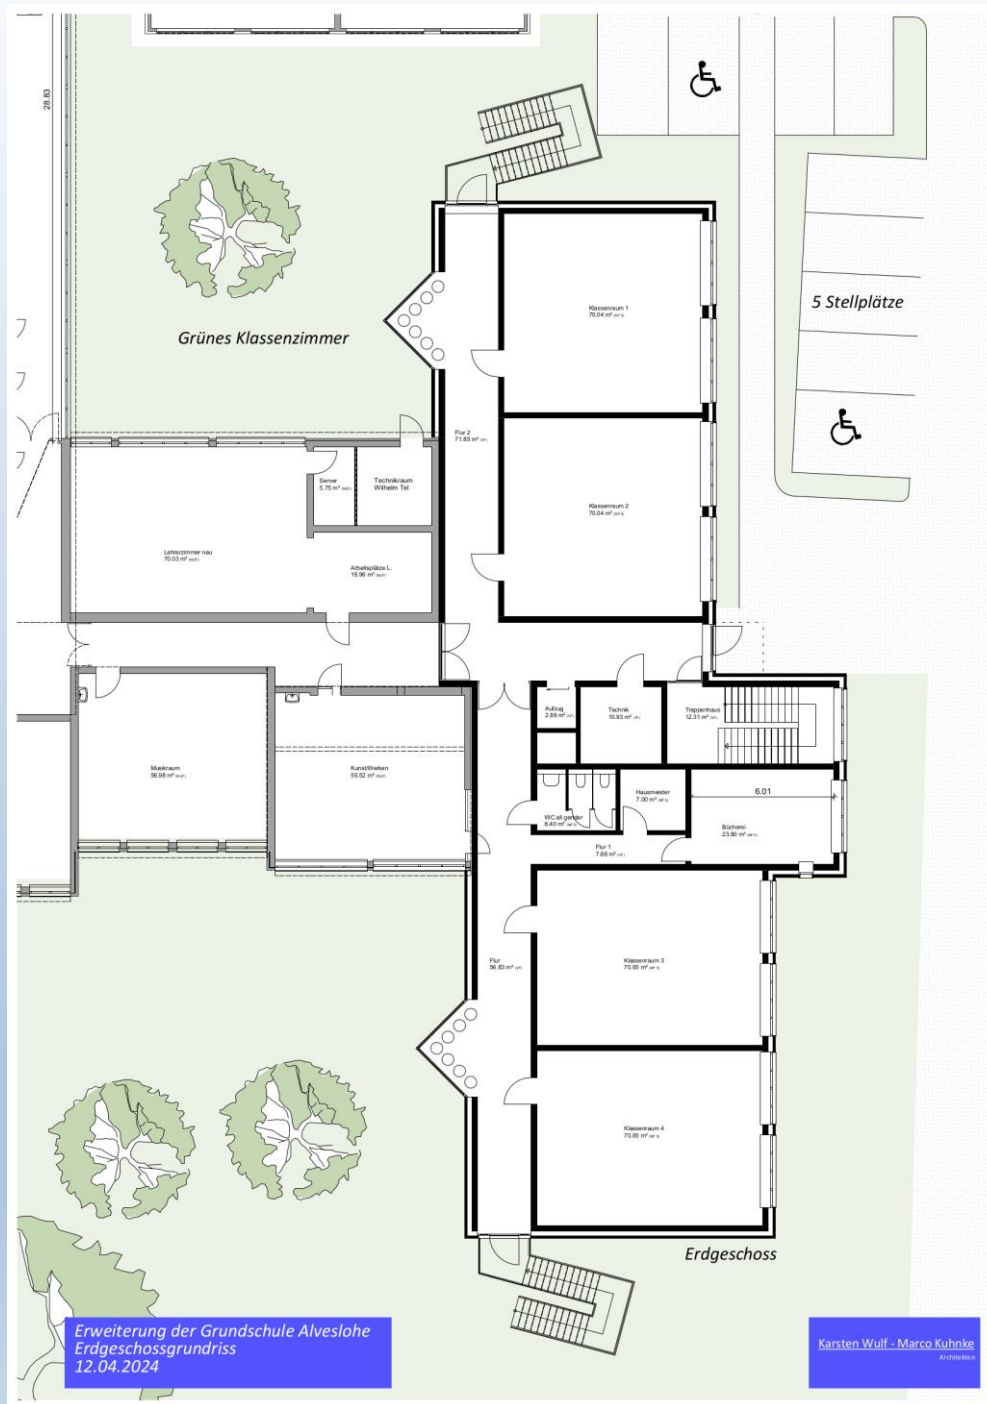 28.83
Grünes Klassenzimmer
5 Stellplätze
Klassenraum 1
70.04 m²
Flur 2
71.85 m²
Klassenraum 2
70.04 m²
Server
5.75 m²
Technikraum
Wilhelm Tel
Lehrerzimmer neu
70.03 m²
Arbeitsplätze L.
16.96 m²
Aufzug
2.89 m²
Technik
10.93 m²
Treppenhaus
12.31 m²
Musikraum
56.98 m²
Kunst/Werken
55.52 m²
WC all gender
8.40 m²
Hausmeister
7.00 m²
6.01
Bücherei
23.80 m²
Flur 1
7.68 m²
Flur
56.83 m²
Klassenraum 3
70.00 m²
Klassenraum 4
70.00 m²
Erdgeschoss
Erweiterung der Grundschule Alveslohe
Erdgeschossgrundriss
12.04.2024
Karsten Wulf - Marco Kuhnke
Architekten